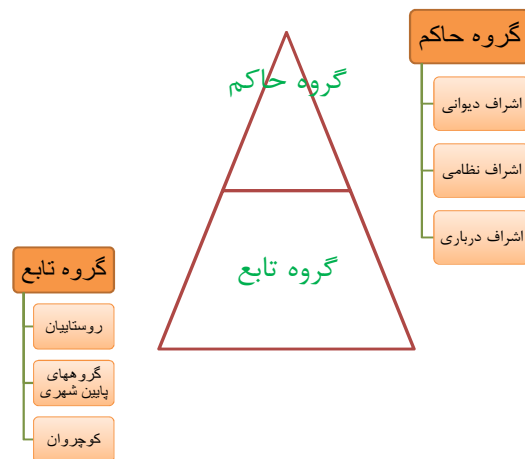 گروه حاکم
اشراف دیوانی
اشراف نظامی
اشراف درباری
گروه حاکم
گروه تابع
گروه تابع
روستاییان
گروههای
پایین شهری
کوچروان